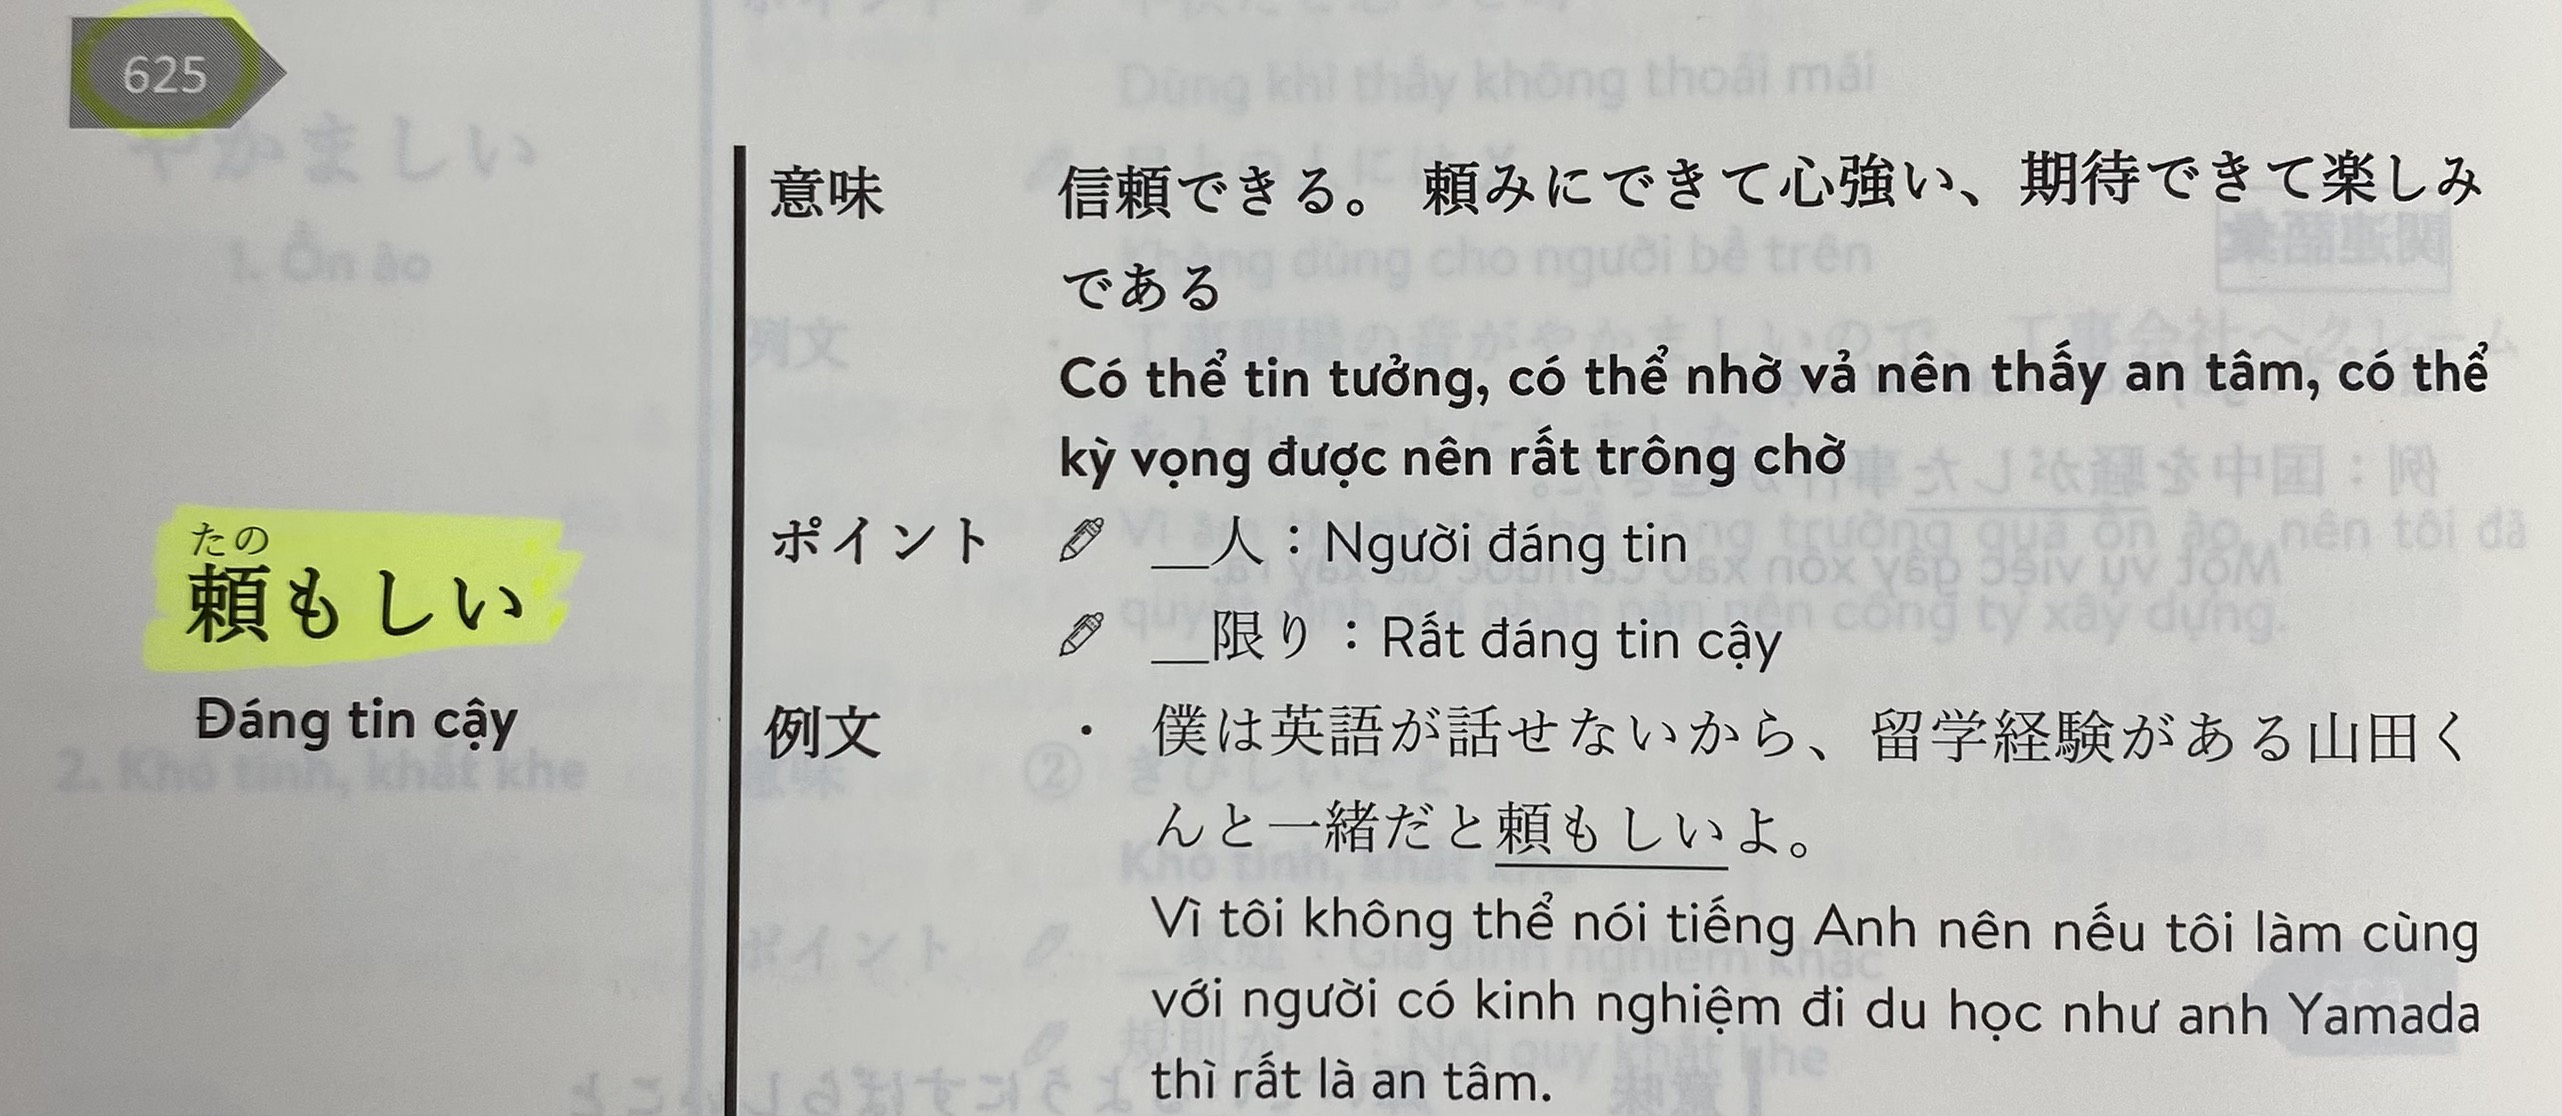 625
たの
頼もしい
Đáng tin cậy
意味 信頼できる。 頼みにできて心強い、期待できて楽しみ
である
Có thể tin tưởng, có thể nhờ vả nên thấy an tâm, có thể
kỳ vọng được nên rất trông chờ
ポイント __人：Người đáng tin
__限り：Rất đáng tin cậy
例文 ・ 僕は英語が話せないから、留学経験がある山田く
んと一緒だと頼もしいよ。
Vì tôi không thể nói tiếng Anh nên nếu tôi làm cùng
với người có kinh nghiệm đi du học như anh Yamada
thì rất là an tâm.